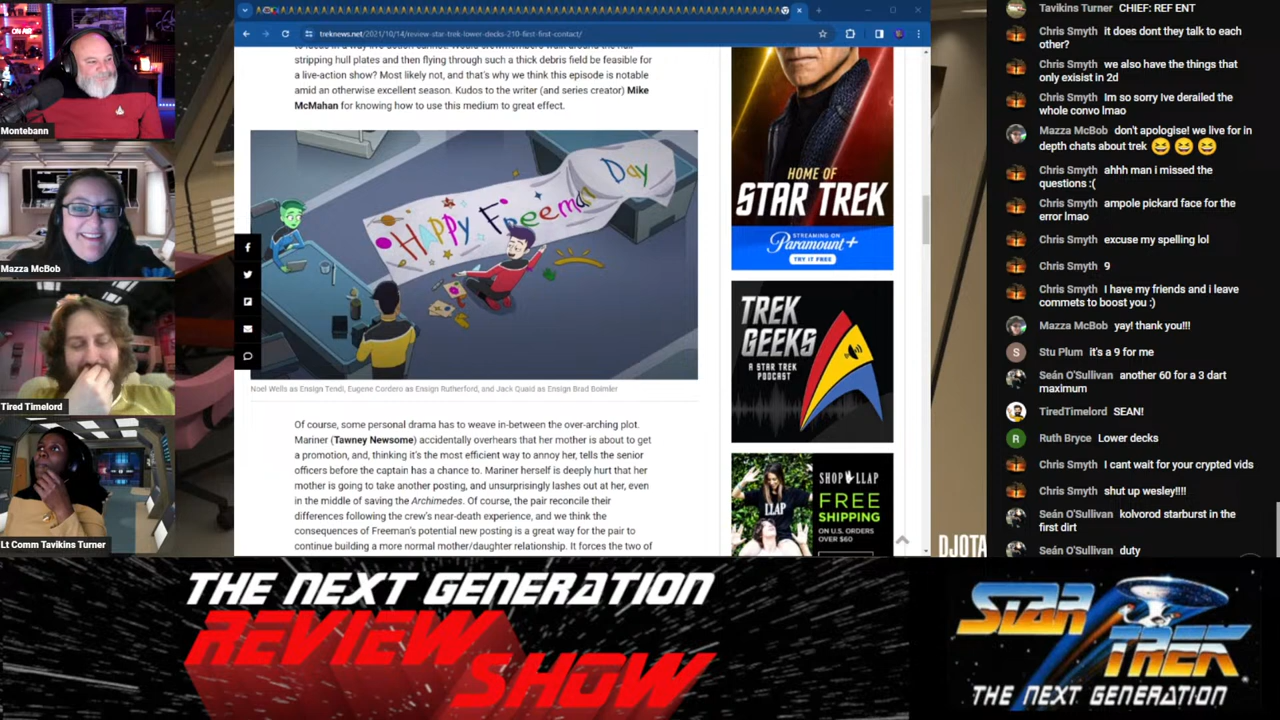 ON AIR
Montebann
Mazza McBob
Tired Timelord
Lt Comm Tavikins Turner
treknews.net/2021/10/14/review-star-trek-lower-decks-210-first-first-contact/
stripping hull plates and then flying through such a thick debris field be feasible for
a live-action show? Most likely not, and that's why we think this episode is notable
amid an otherwise excellent season. Kudos to the writer (and series creator) Mike
McMahan for knowing how to use this medium to great effect.
HAPPY Freeman Day
Noel Wells as Ensign Tendi, Eugene Cordero as Ensign Rutherford, and Jack Quaid as Ensign Brad Boimler
Of course, some personal drama has to weave in-between the over-arching plot.
Mariner (Tawney Newsome) accidentally overhears that her mother is about to get
a promotion, and, thinking it's the most efficient way to annoy her, tells the senior
officers before the captain has a chance to. Mariner herself is deeply hurt that her
mother is going to take another posting, and unsurprisingly lashes out at her, even
in the middle of saving the Archimedes. Of course, the pair reconcile their
differences following the crew's near-death experience, and we think the
consequences of Freeman's potential new posting is a great way for the pair to
continue building a more normal mother/daughter relationship. It forces the two of
HOME OF
STAR TREK
STREAMING ON
Paramount+
TRY IT FREE
TREK
GEEKS
A STAR TREK
PODCAST
LLAP
SHOP LLAP
FREE
SHIPPING
ON U.S. ORDERS
OVER $60
DJOTA
Tavikins Turner CHIEF: REF ENT
Chris Smyth it does dont they talk to each
other?
Chris Smyth we also have the things that
only exisist in 2d
Chris Smyth Im so sorry Ive derailed the
whole convo lmao
Mazza McBob don't apologise! we live for in
depth chats about trek 😆 😆 😆
Chris Smyth ahhh man i missed the
questions :(
Chris Smyth ampole pickard face for the
error lmao
Chris Smyth excuse my spelling lol
Chris Smyth 9
Chris Smyth I have my friends and i leave
commets to boost you :)
Mazza McBob yay! thank you!!!
S
Stu Plum it's a 9 for me
Seán O'Sullivan another 60 for a 3 dart
maximum
TiredTimelord SEAN!
R
Ruth Bryce Lower decks
Chris Smyth I cant wait for your crypted vids
Chris Smyth shut up wesley!!!!
Seán O'Sullivan kolvorod starburst in the
first dirt
Seán O'Sullivan duty
THE NEXT GENERATION
REVIEW
SHOW
STAR TREK
THE NEXT GENERATION